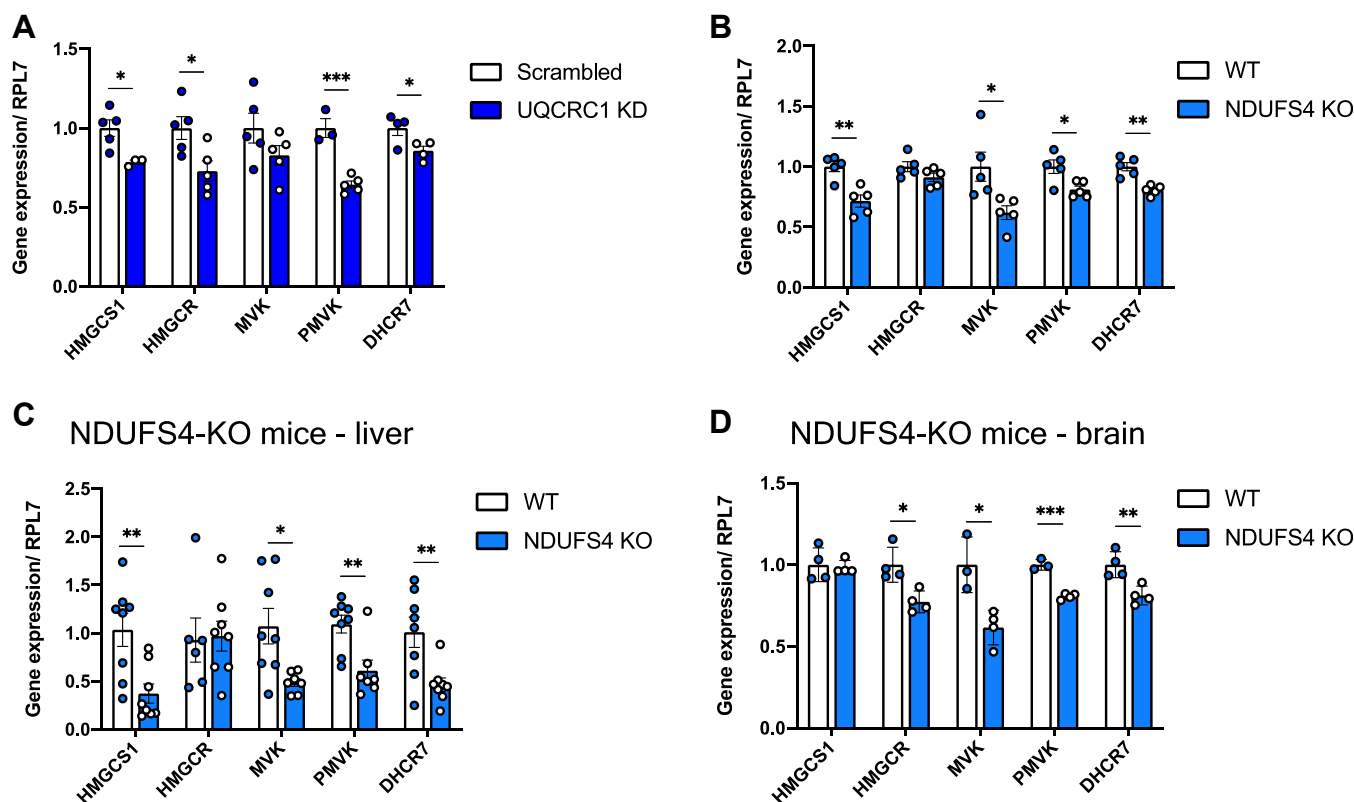 A
Gene expression/ RPL7
1.5
1.0
0.5
0.0
*
*
***
*
HMGCS1
HMGCR
MVK
PMVK
DHCR7
Scrambled
UQCRC1 KD
B
Gene expression/ RPL7
2.0
1.5
1.0
0.5
0.0
**
*
*
**
HMGCS1
HMGCR
MVK
PMVK
DHCR7
WT
NDUFS4 KO
C
NDUFS4-KO mice - liver
Gene expression/ RPL7
2.5
2.0
1.5
1.0
0.5
0.0
**
*
**
**
HMGCS1
HMGCR
MVK
PMVK
DHCR7
WT
NDUFS4 KO
D
NDUFS4-KO mice - brain
Gene expression/ RPL7
1.5
1.0
0.5
0.0
*
*
***
**
HMGCS1
HMGCR
MVK
PMVK
DHCR7
WT
NDUFS4 KO